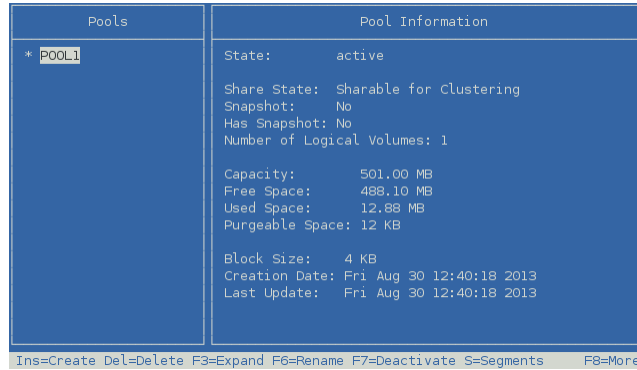 Pools
Pool Information
* POOL1
State: active
Share State: Sharable for Clustering
Snapshot: No
Has Snapshot: No
Number of Logical Volumes: 1
Capacity: 501.00 MB
Free Space: 488.10 MB
Used Space: 12.88 MB
Purgeable Space: 12 KB
Block Size: 4 KB
Creation Date: Fri Aug 30 12:40:18 2013
Last Update: Fri Aug 30 12:40:18 2013
Ins=Create Del=Delete F3=Expand F6=Rename F7=Deactivate S=Segments F8=More